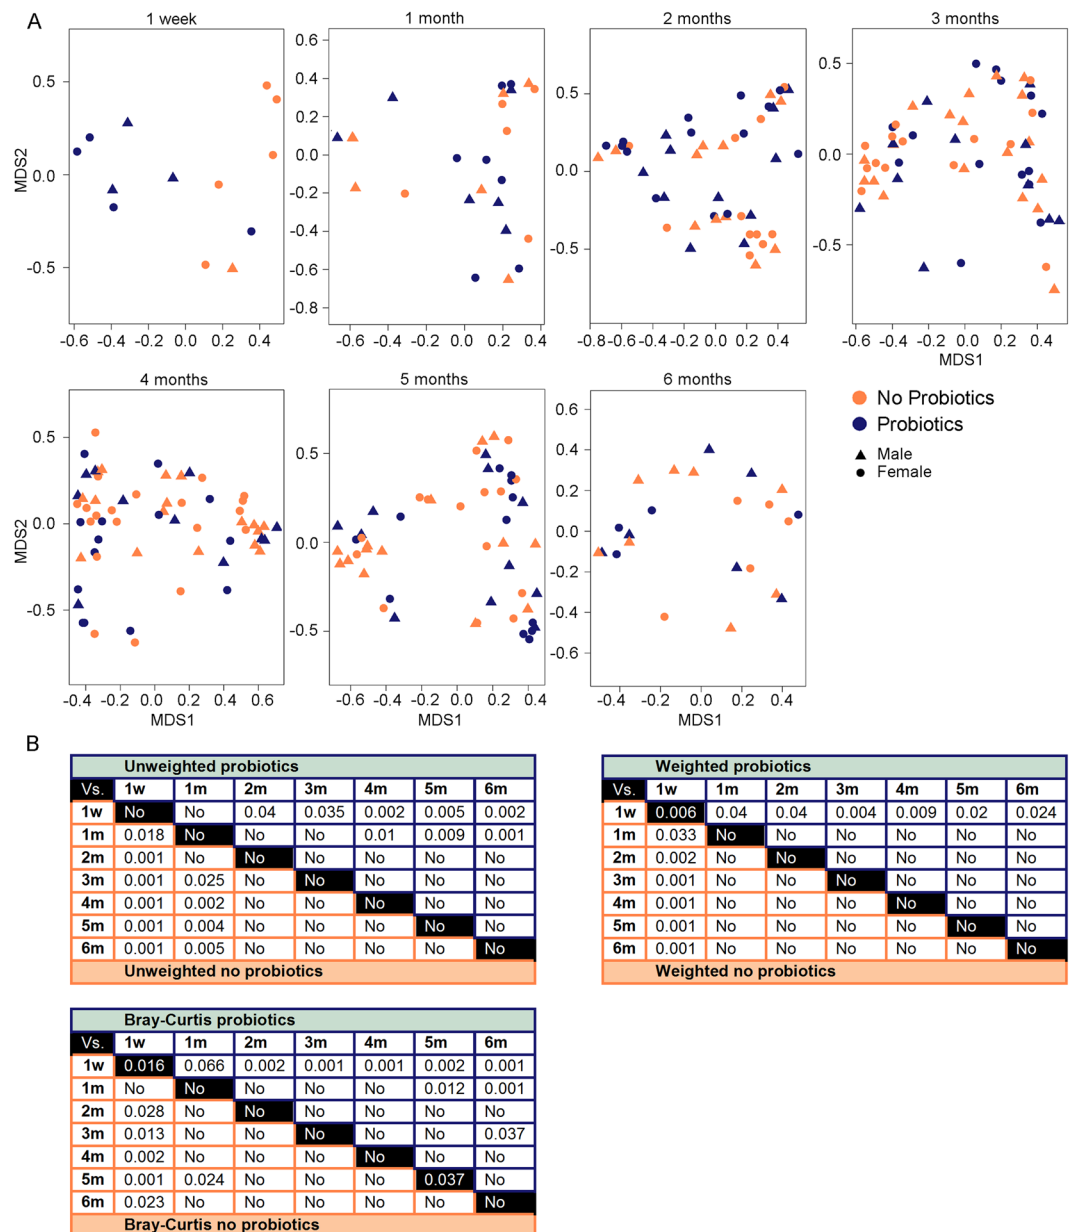 A
1 week
1 month
2 months
3 months
MDS2
0.5
0.0
-0.5
-0.6 -0.4 -0.2 0.0 0.2 0.4
0.6
0.4
0.2
0.0
-0.2
-0.4
-0.6
-0.8
-0.6 -0.4 -0.2 0.0 0.2 0.4
0.5
0.0
-0.5
-0.8 -0.6 -0.4 -0.2 0.0 0.2 0.4
0.5
0.0
-0.5
-0.6 -0.4 -0.2 0.0 0.2 0.4
MDS1
4 months
5 months
6 months
MDS2
0.5
0.0
-0.5
-0.4 -0.2 0.0 0.2 0.4 0.6
MDS1
0.5
0.0
-0.5
-0.6 -0.4 -0.2 0.0 0.2 0.4
MDS1
0.6
0.4
0.2
0.0
-0.2
-0.4
-0.6
-0.4 -0.2 0.0 0.2 0.4
MDS1
No Probiotics
Probiotics
Male
Female
B
Unweighted probiotics
Vs. 1w 1m 2m 3m 4m 5m 6m
1w No No 0.04 0.035 0.002 0.005 0.002
1m 0.018 No No No 0.01 0.009 0.001
2m 0.001 No No No No No No
3m 0.001 0.025 No No No No No
4m 0.001 0.002 No No No No No
5m 0.001 0.004 No No No No No
6m 0.001 0.005 No No No No No
Unweighted no probiotics
Weighted probiotics
Vs. 1w 1m 2m 3m 4m 5m 6m
1w 0.006 0.04 0.04 0.004 0.009 0.02 0.024
1m 0.033 No No No No No No
2m 0.002 No No No No No No
3m 0.001 No No No No No No
4m 0.001 No No No No No No
5m 0.001 No No No No No No
6m 0.001 No No No No No No
Weighted no probiotics
Bray-Curtis probiotics
Vs. 1w 1m 2m 3m 4m 5m 6m
1w 0.016 0.066 0.002 0.001 0.001 0.002 0.001
1m No No No No No 0.012 0.001
2m 0.028 No No No No No No
3m 0.013 No No No No No 0.037
4m 0.002 No No No No No No
5m 0.001 0.024 No No No 0.037 No
6m 0.023 No No No No No No
Bray-Curtis no probiotics